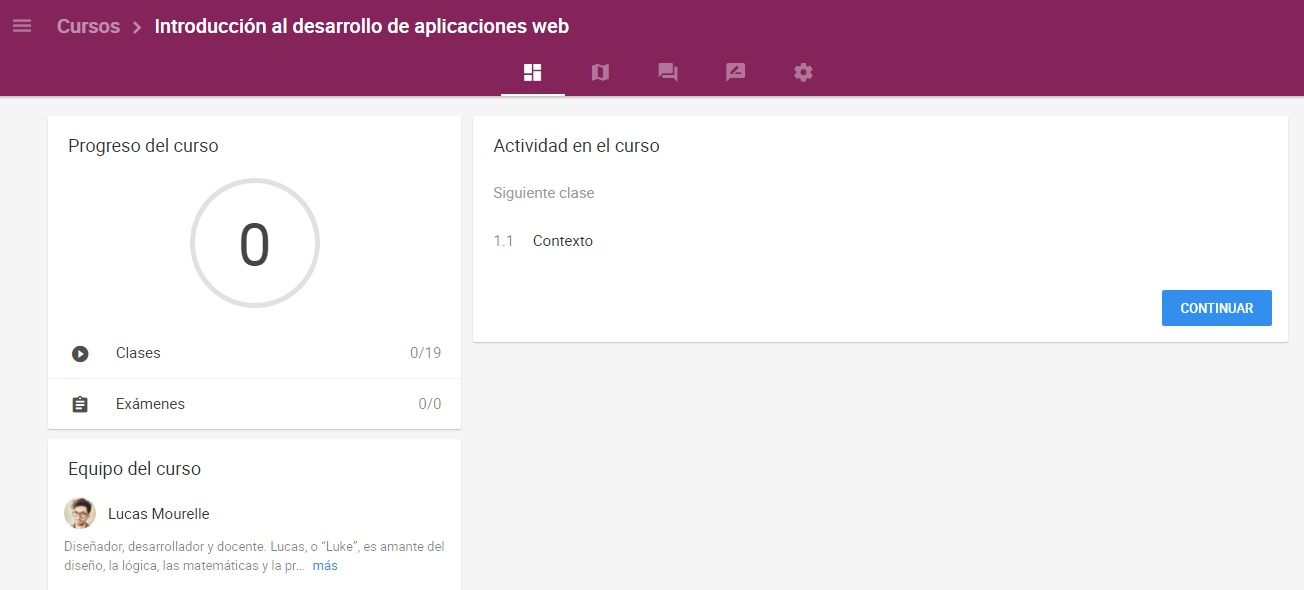 Cursos > Introducción al desarrollo de aplicaciones web
Progreso del curso
0
Clases 0/19
Exámenes 0/0
Equipo del curso
Lucas Mourelle
Diseñador, desarrollador y docente. Lucas, o “Luke”, es amante del
diseño, la lógica, las matemáticas y la pr... más
Actividad en el curso
Siguiente clase
1.1 Contexto
CONTINUAR